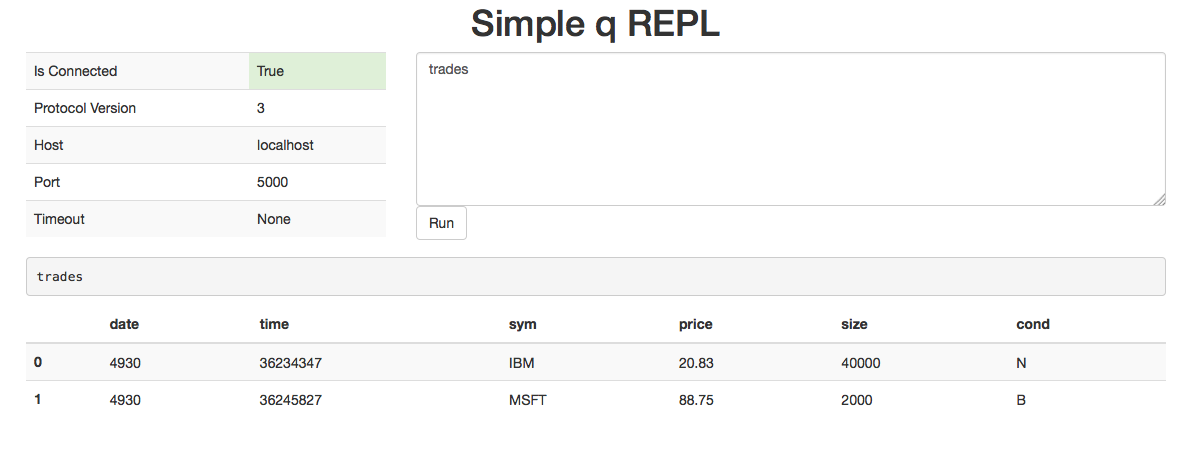 Simple q REPL
Is Connected True
Protocol Version 3
Host localhost
Port 5000
Timeout None
trades
Run
trades
date time sym price size cond
0 4930 36234347 IBM 20.83 40000 N
1 4930 36245827 MSFT 88.75 2000 B